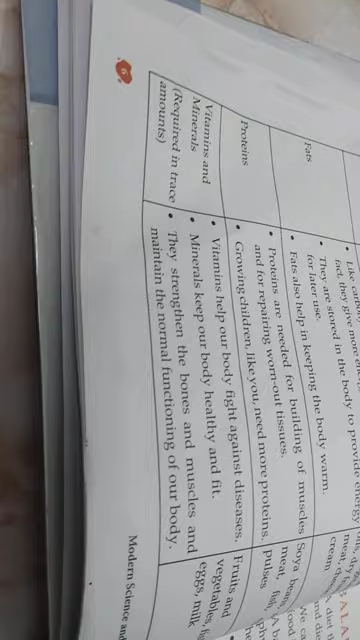 • Like carbohy
fact, they give more ene
Fats
• They are stored in the body to provide energy
for later use.
• Fats also help in keeping the body warm.
meat,
cream
Proteins
• Proteins are needed for building of muscles
and for repairing worn-out tissues.
• Growing children, like you, need more proteins.
Soya beans
meat, fish
pulses
Vitamins and
Minerals
(Required in trace
amounts)
• Vitamins help our body fight against diseases.
• Minerals keep our body healthy and fit.
• They strengthen the bones and muscles and
maintain the normal functioning of our body.
Fruits and
vegetables,
eggs, milk
Modern Science and
6
BALA